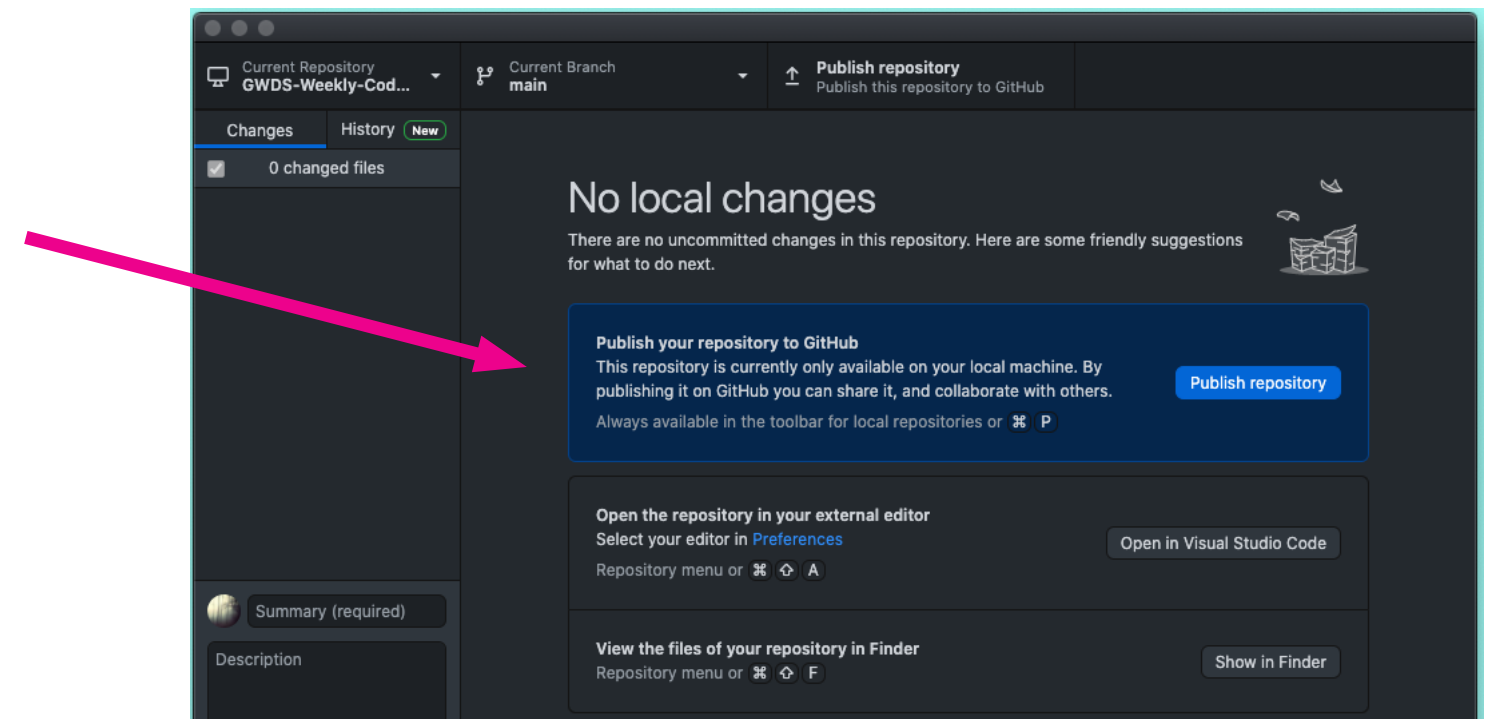 Current Repository
GWDS-Weekly-Cod...
Current Branch
main
Publish repository
Publish this repository to GitHub
Changes
History New
0 changed files
No local changes
There are no uncommitted changes in this repository. Here are some friendly suggestions
for what to do next.
Publish your repository to GitHub
This repository is currently only available on your local machine. By
publishing it on GitHub you can share it, and collaborate with others.
Always available in the toolbar for local repositories or ⌘ P
Publish repository
Open the repository in your external editor
Select your editor in Preferences
Repository menu or ⌘ ⇧ A
Open in Visual Studio Code
View the files of your repository in Finder
Repository menu or ⌘ ⇧ F
Show in Finder
Summary (required)
Description